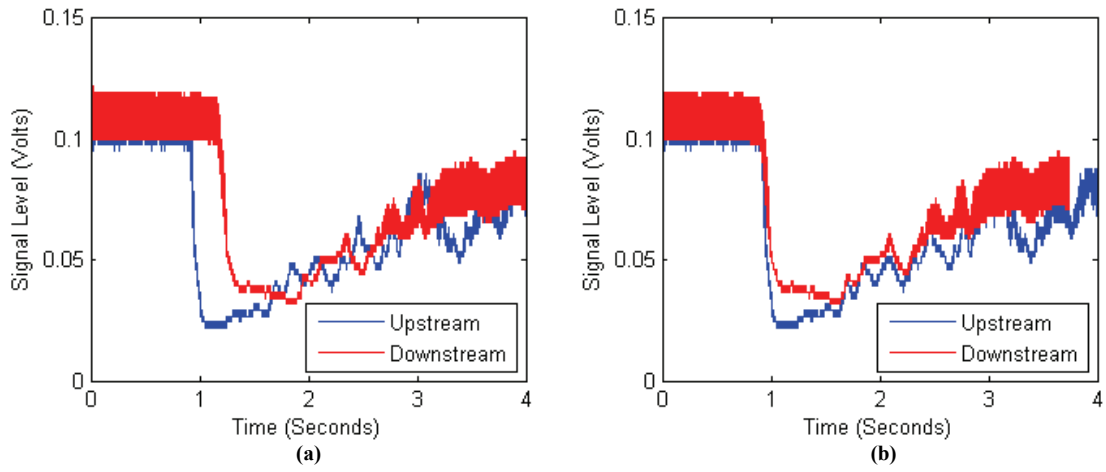 0.15
0.1
0.05
0
Signal Level (Volts)
0 1 2 3 4
Time (Seconds)
Upstream
Downstream
(a)
0.15
0.1
0.05
0
Signal Level (Volts)
0 1 2 3 4
Time (Seconds)
Upstream
Downstream
(b)